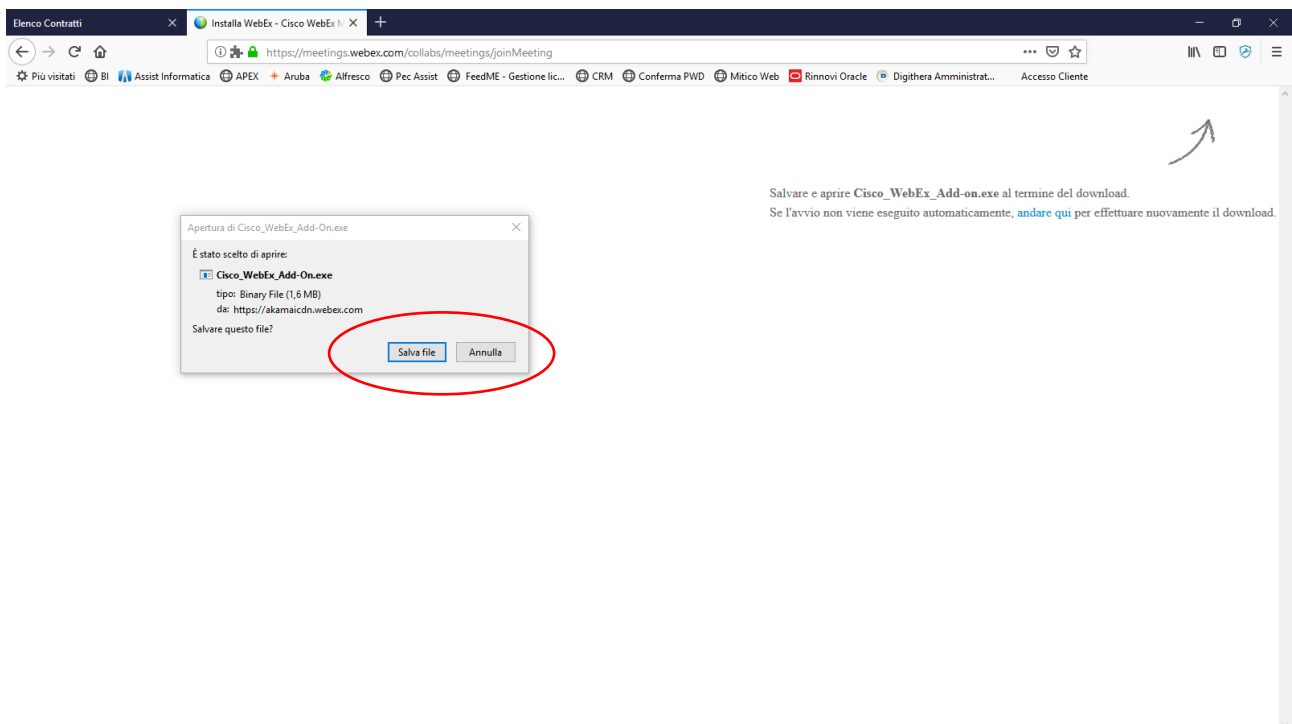 Elenco Contratti
Installa WebEx - Cisco WebEx M
https://meetings.webex.com/collabs/meetings/joinMeeting
Più visitati BI Assist Informatica APEX Aruba Alfresco Pec Assist FeedME - Gestione lic... CRM Conferma PWD Mitico Web Rinnovi Oracle Digithera Amministrat... Accesso Cliente
Salvare e aprire Cisco_WebEx_Add-on.exe al termine del download.
Se l'avvio non viene eseguito automaticamente, andare qui per effettuare nuovamente il download.
Apertura di Cisco_WebEx_Add-On.exe
È stato scelto di aprire:
Cisco_WebEx_Add-On.exe
tipo: Binary File (1,6 MB)
da: https://akamaicdn.webex.com
Salvare questo file?
Salva file Annulla